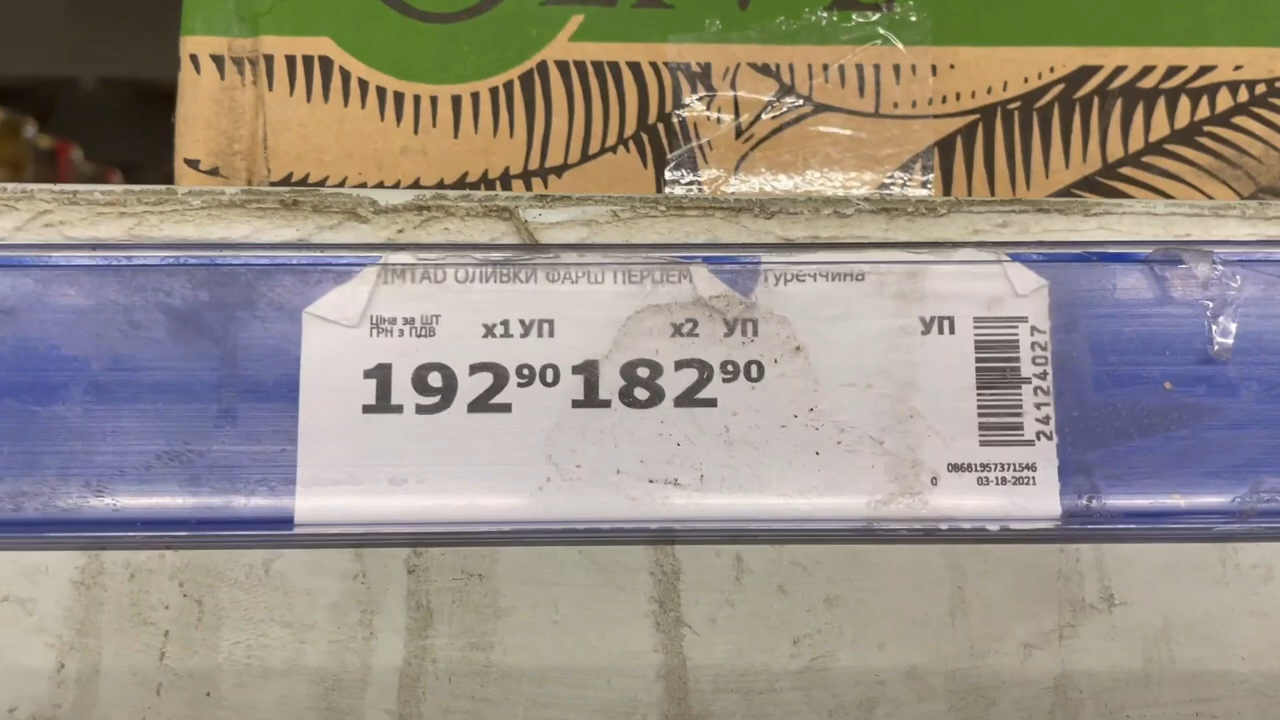 IMTAD ОЛИВКИ ФАРШ ПЕРЦЕМ Туреччина
Ціна за ШТ
ГРН з ПДВ
x1 УП x2 УП УП
192⁹⁰ 182⁹⁰
24124027
08681957371546
0 03-18-2021